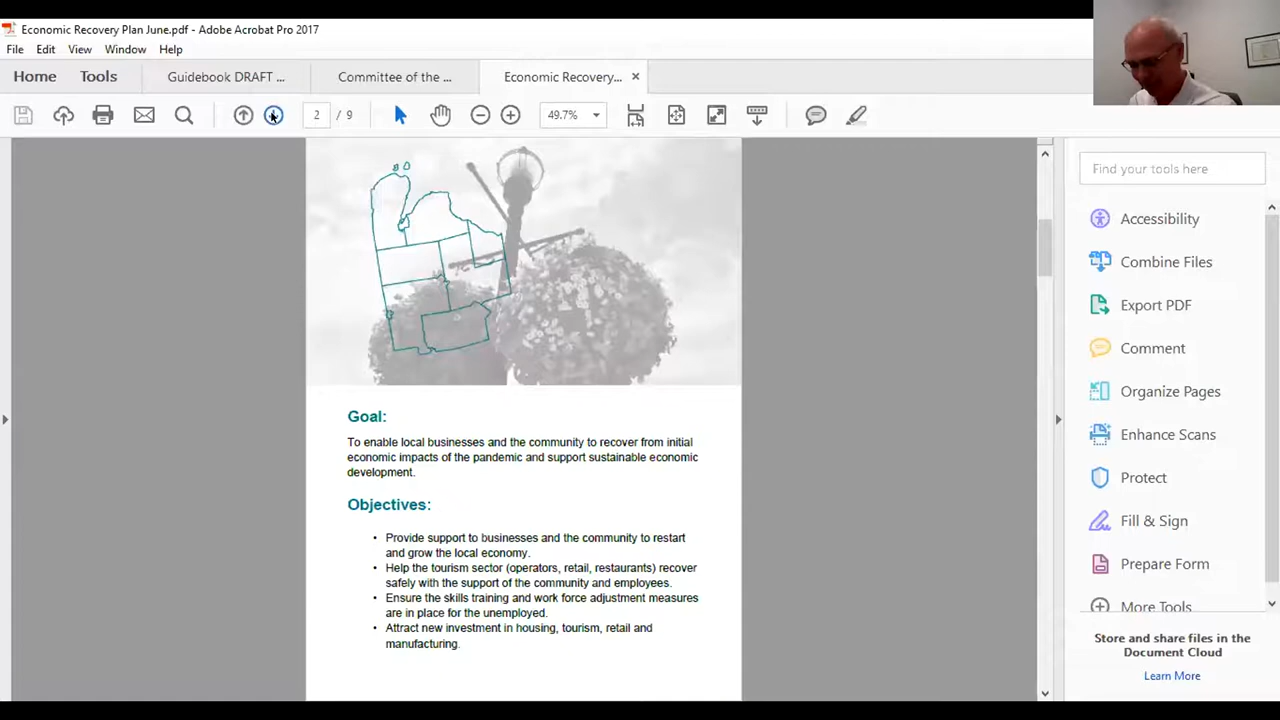 Economic Recovery Plan June.pdf - Adobe Acrobat Pro 2017
File Edit View Window Help
Home Tools Guidebook DRAFT ... Committee of the ... Economic Recovery... ×
2 / 9 49.7%
Find your tools here
Accessibility
Combine Files
Export PDF
Comment
Organize Pages
Enhance Scans
Protect
Fill & Sign
Prepare Form
More Tools
Store and share files in the
Document Cloud
Learn More
Goal:
To enable local businesses and the community to recover from initial
economic impacts of the pandemic and support sustainable economic
development.
Objectives:
• Provide support to businesses and the community to restart
and grow the local economy.
• Help the tourism sector (operators, retail, restaurants) recover
safely with the support of the community and employees.
• Ensure the skills training and work force adjustment measures
are in place for the unemployed.
• Attract new investment in housing, tourism, retail and
manufacturing.